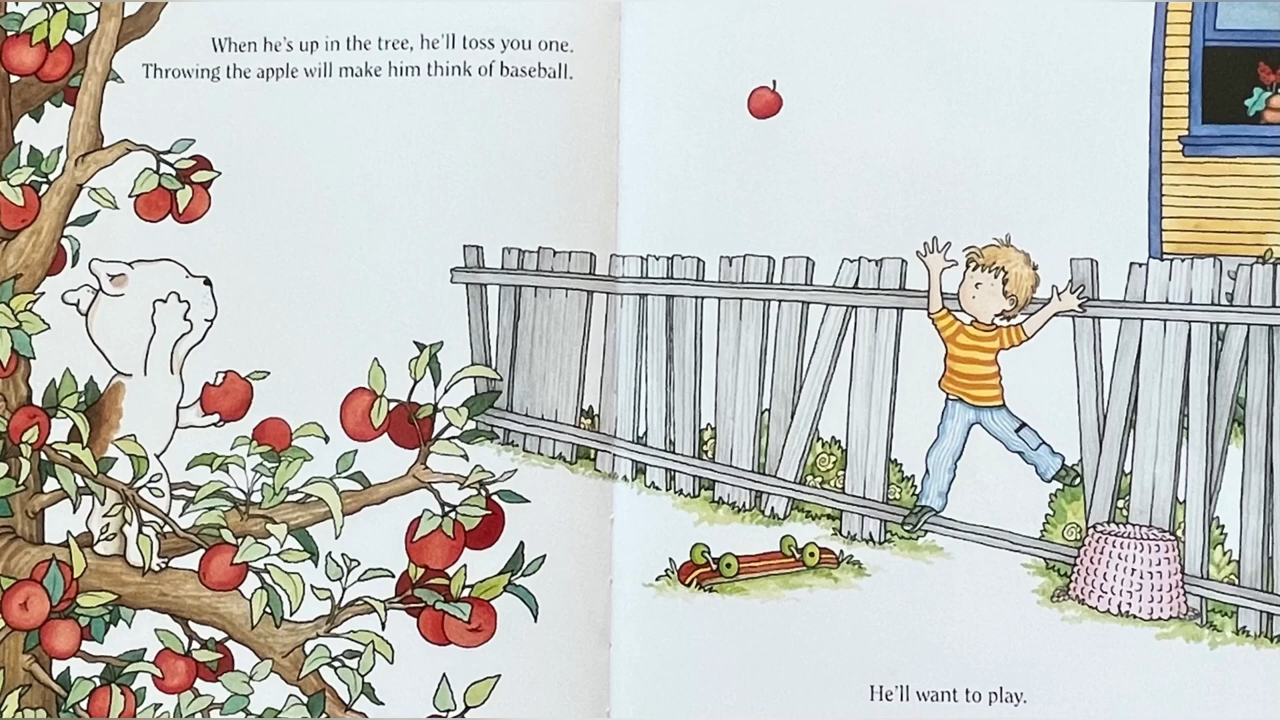 When he's up in the tree, he'll toss you one.
Throwing the apple will make him think of baseball.
He'll want to play.